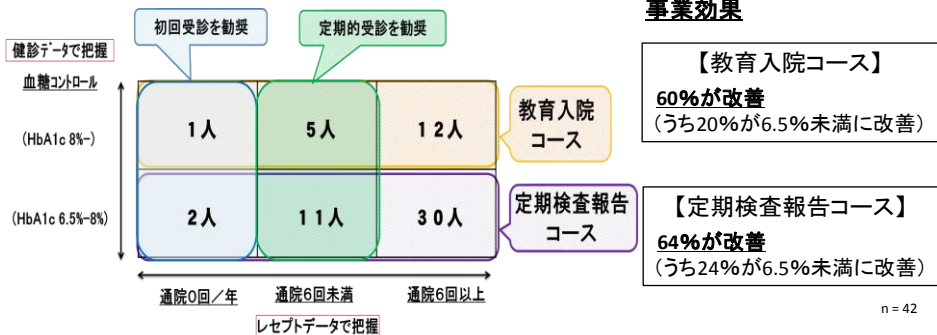 事業効果
初回受診を勧奨
定期的受診を勧奨
健診データで把握
血糖コントロール
(HbA1c 8%-)
1人
5人
12人
教育入院
コース
(HbA1c 6.5%-8%)
2人
11人
30人
定期検査報告
コース
通院0回/年
通院6回未満
通院6回以上
レセプトデータで把握
【教育入院コース】
60%が改善
(うち20%が6.5%未満に改善)
【定期検査報告コース】
64%が改善
(うち24%が6.5%未満に改善)
n = 42